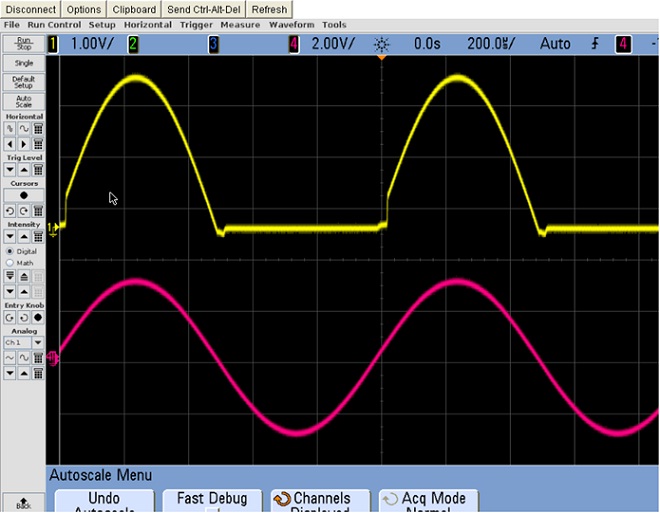 Disconnect Options Clipboard Send Ctrl-Alt-Del Refresh
File Run Control Setup Horizontal Trigger Measure Waveform Tools
Run
Stop
1 1.00V/ 2 3 4 2.00V/ 0.0s 200.0µ/ Auto 4
Single
Default
Setup
Auto
Scale
Horizontal
Trig Level
Cursors
Intensity
Digital
Math
Entry Knob
Analog
Ch 1
Autoscale Menu
Back
Undo Fast Debug Channels Acq Mode
Autoscale Displayed Normal